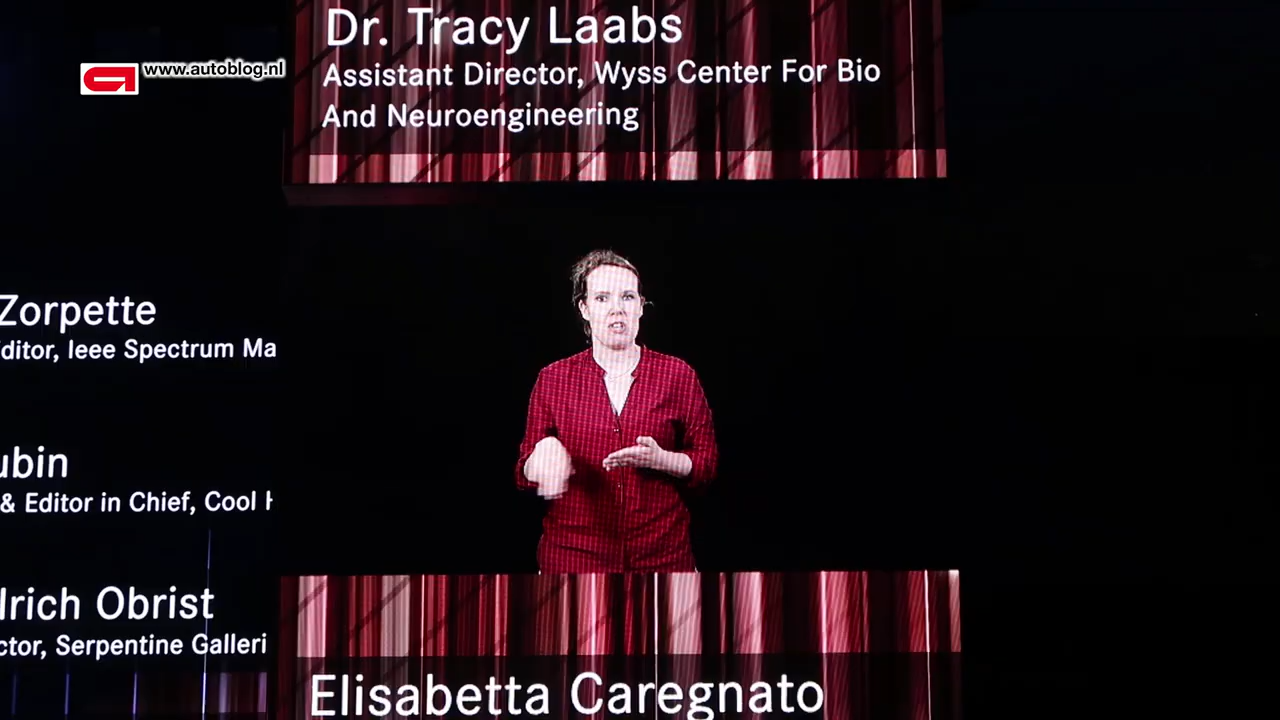 www.autoblog.nl
Dr. Tracy Laabs
Assistant Director, Wyss Center For Bio
And Neuroengineering
Zorpette
ditor, Ieee Spectrum Ma
ubin
& Editor in Chief, Cool
lrich Obrist
ctor, Serpentine Galleri
Elisabetta Caregnato